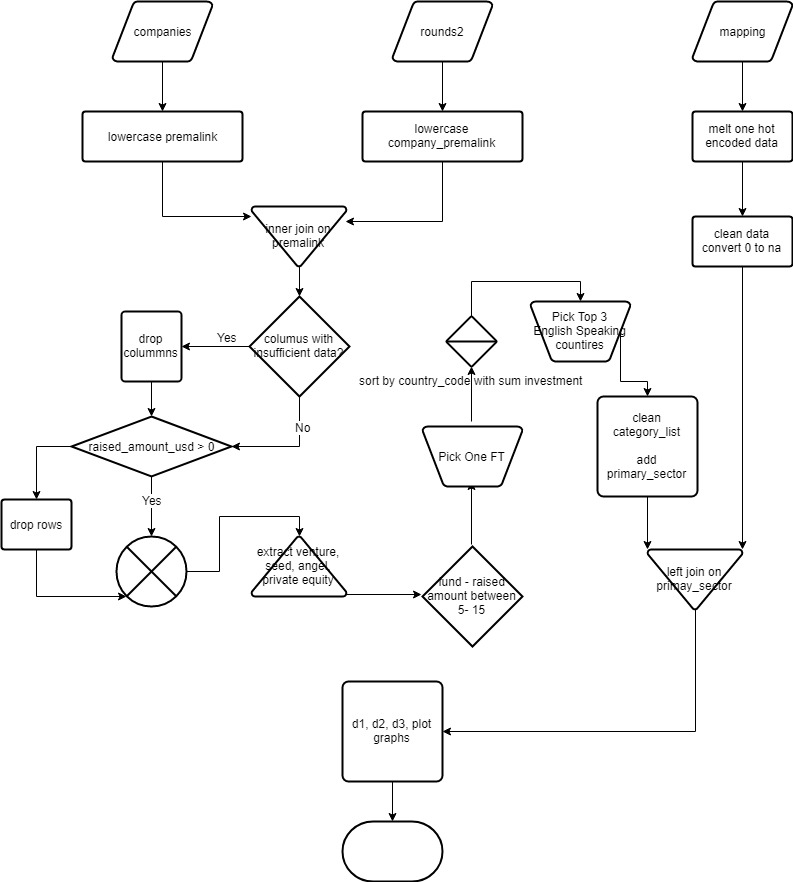 companies
rounds2
mapping
lowercase premalink
lowercase
company_premalink
melt one hot
encoded data
inner join on
premalink
clean data
convert 0 to na
drop
colummns
Yes
columus with
insufficient data?
Pick Top 3
English Speaking
countires
sort by country_code with sum investment
No
clean
category_list
add
primary_sector
raised_amount_usd > 0
Pick One FT
Yes
drop rows
extract venture,
seed, angel,
private equity
fund - raised
amount between
5- 15
left join on
primay_sector
d1, d2, d3, plot
graphs